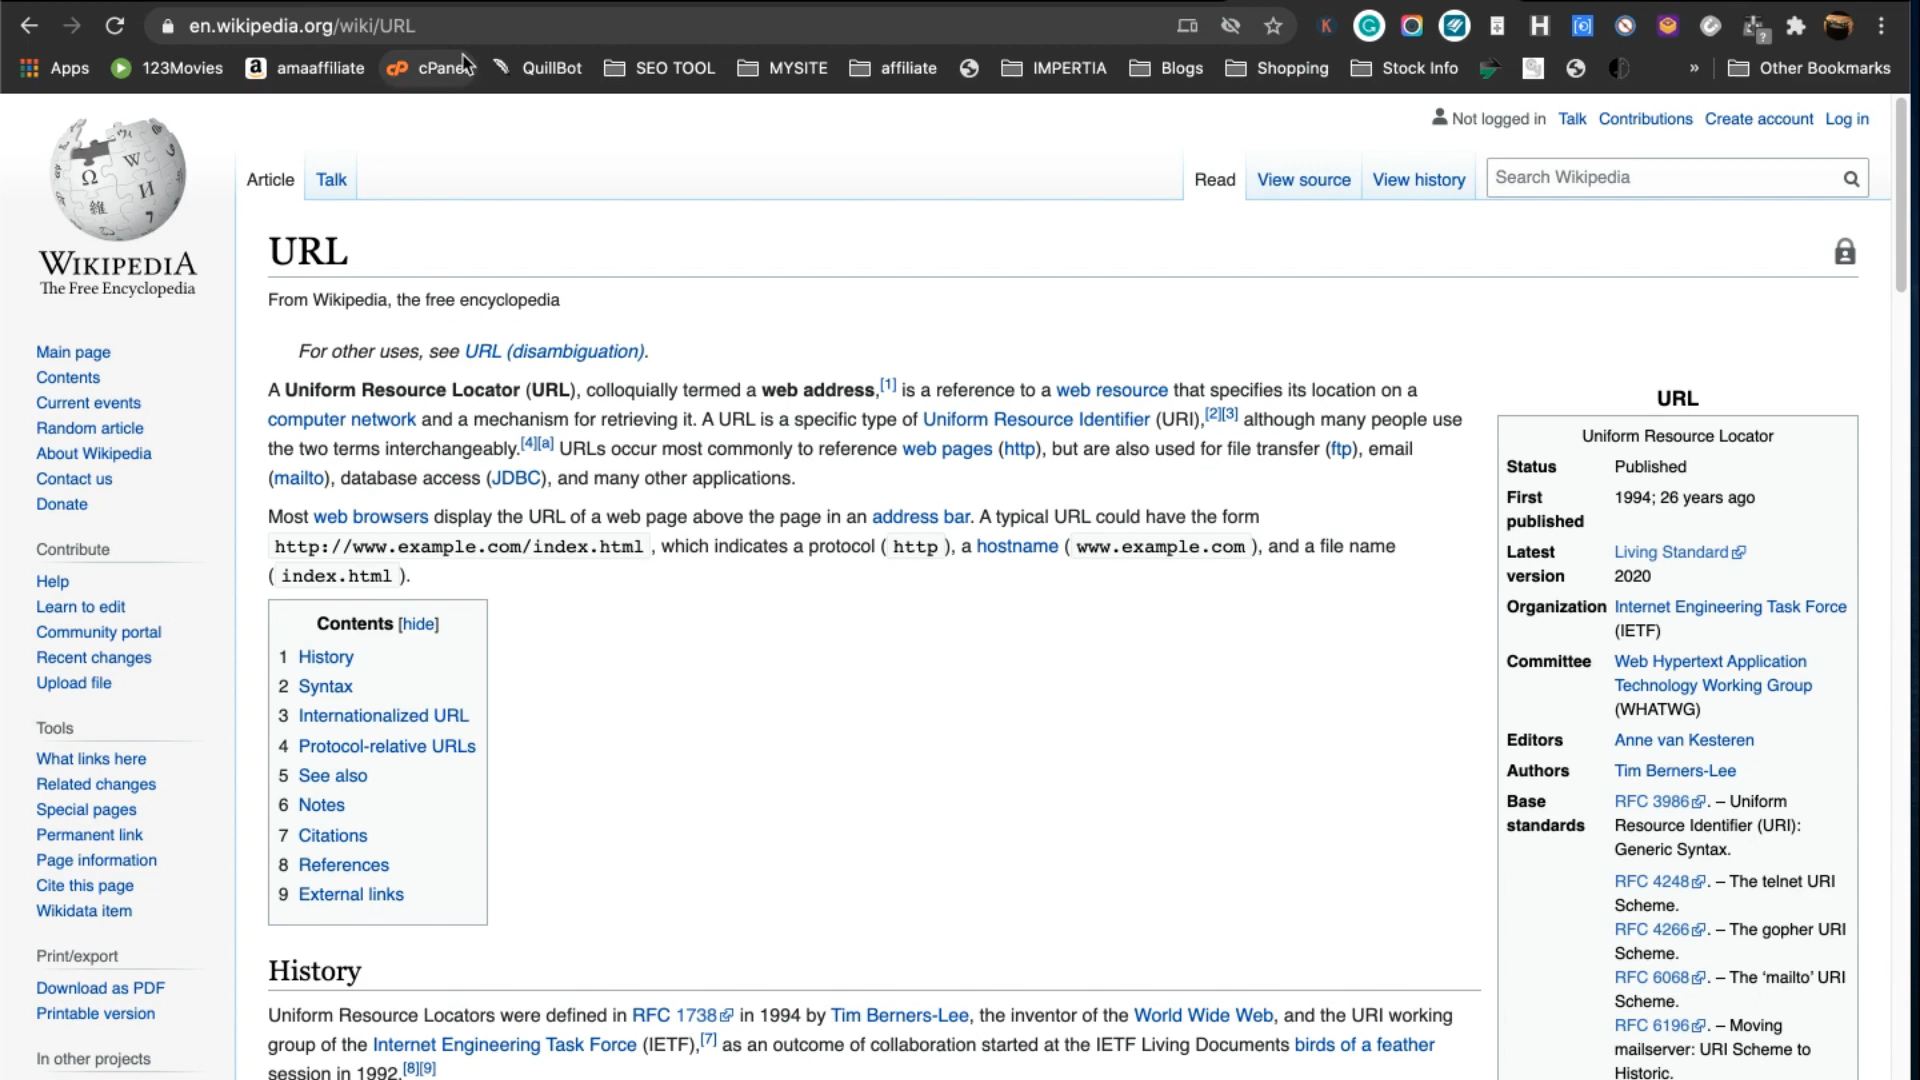 en.wikipedia.org/wiki/URL
Apps 123Movies amaaffiliate cPanel QuillBot SEO TOOL MYSITE affiliate IMPERTIA Blogs Shopping Stock Info » Other Bookmarks
Not logged in Talk Contributions Create account Log in
Article Talk Read View source View history Search Wikipedia
WIKIPEDIA
The Free Encyclopedia
Main page
Contents
Current events
Random article
About Wikipedia
Contact us
Donate
Contribute
Help
Learn to edit
Community portal
Recent changes
Upload file
Tools
What links here
Related changes
Special pages
Permanent link
Page information
Cite this page
Wikidata item
Print/export
Download as PDF
Printable version
In other projects
URL
From Wikipedia, the free encyclopedia
For other uses, see URL (disambiguation).
A Uniform Resource Locator (URL), colloquially termed a web address,[1] is a reference to a web resource that specifies its location on a
computer network and a mechanism for retrieving it. A URL is a specific type of Uniform Resource Identifier (URI),[2][3] although many people use
the two terms interchangeably.[4][a] URLs occur most commonly to reference web pages (http), but are also used for file transfer (ftp), email
(mailto), database access (JDBC), and many other applications.
Most web browsers display the URL of a web page above the page in an address bar. A typical URL could have the form
http://www.example.com/index.html , which indicates a protocol ( http ), a hostname ( www.example.com ), and a file name
( index.html ).
Contents [hide]
1 History
2 Syntax
3 Internationalized URL
4 Protocol-relative URLs
5 See also
6 Notes
7 Citations
8 References
9 External links
History
Uniform Resource Locators were defined in RFC 1738 in 1994 by Tim Berners-Lee, the inventor of the World Wide Web, and the URI working
group of the Internet Engineering Task Force (IETF),[7] as an outcome of collaboration started at the IETF Living Documents birds of a feather
session in 1992.[8][9]
URL
Uniform Resource Locator
Status Published
First 1994; 26 years ago
published
Latest Living Standard
version 2020
Organization Internet Engineering Task Force
(IETF)
Committee Web Hypertext Application
Technology Working Group
(WHATWG)
Editors Anne van Kesteren
Authors Tim Berners-Lee
Base RFC 3986. – Uniform
standards Resource Identifier (URI):
Generic Syntax.
RFC 4248. – The telnet URI
Scheme.
RFC 4266. – The gopher URI
Scheme.
RFC 6068. – The ‘mailto’ URI
Scheme.
RFC 6196. – Moving
mailserver: URI Scheme to
Historic.